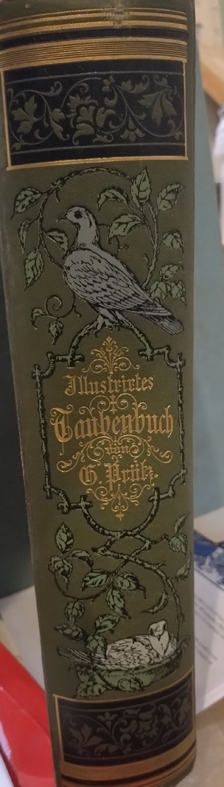 Illustrirtes
Taubenbuch
von
G. Prütz.